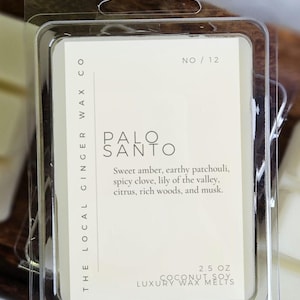 THE LOCAL GINGER WAX CO
NO / 12
PALO
SANTO
Sweet amber, earthy patchouli,
spicy clove, lily of the valley,
citrus, rich woods, and musk.
2.5 OZ
COCONUT SOY
LUXURY WAX MELTS